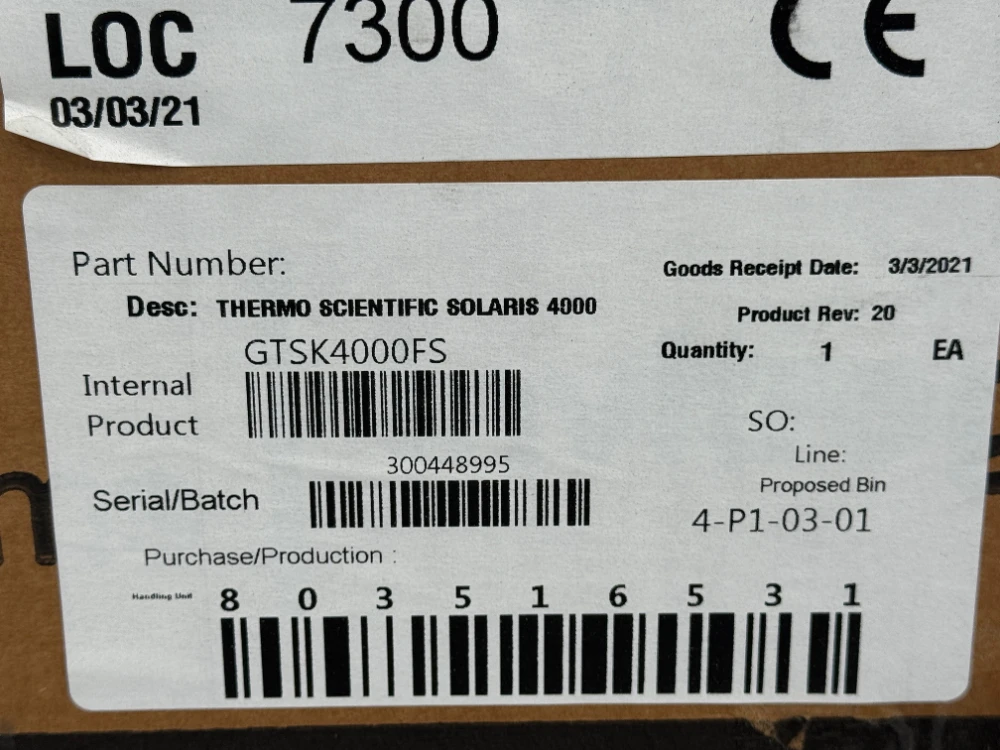 LOC 7300 CE
03/03/21
Part Number:
Goods Receipt Date: 3/3/2021
Desc: THERMO SCIENTIFIC SOLARIS 4000
Product Rev: 20
GTSK4000FS
Quantity: 1 EA
Internal
Product
SO:
Line:
300448995
Serial/Batch
Proposed Bin
4-P1-03-01
Purchase/Production :
Handling Unit
8 0 3 5 1 6 5 3 1